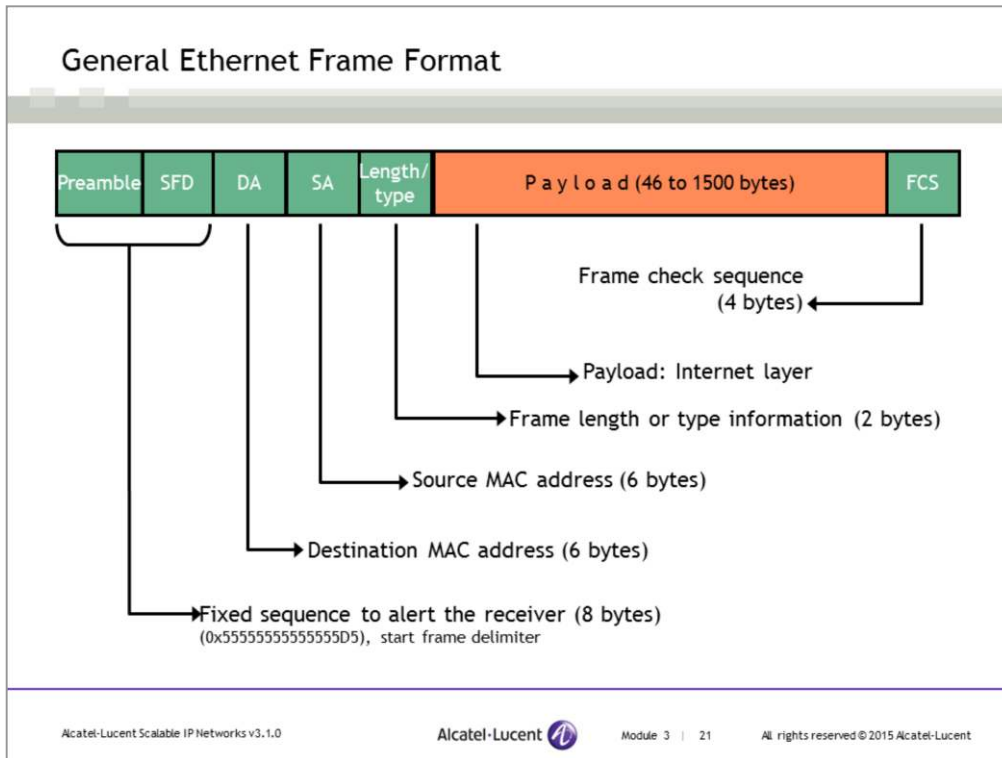 General Ethernet Frame Format
Preamble SFD DA SA Length/
type P a y l o a d (46 to 1500 bytes) FCS
Frame check sequence
(4 bytes)
Payload: Internet layer
Frame length or type information (2 bytes)
Source MAC address (6 bytes)
Destination MAC address (6 bytes)
Fixed sequence to alert the receiver (8 bytes)
(0x55555555555555D5), start frame delimiter
Alcatel-Lucent Scalable IP Networks v3.1.0 Alcatel·Lucent Module 3 | 21 All rights reserved © 2015 Alcatel-Lucent